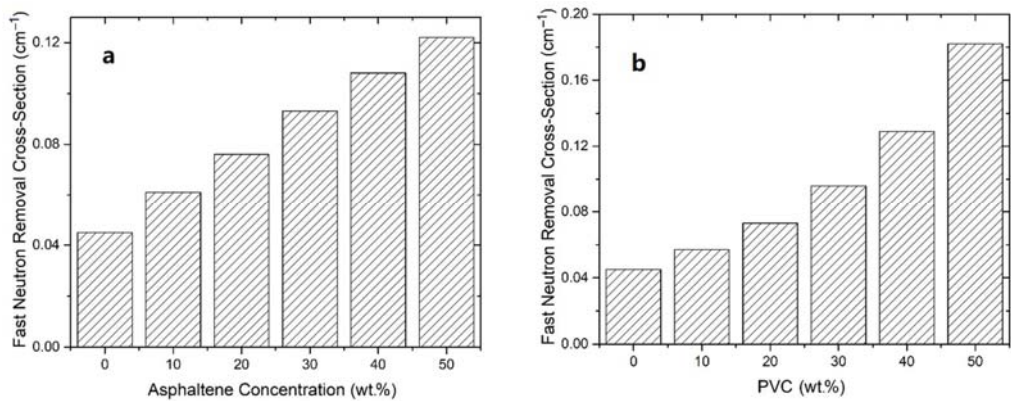 a
Fast Neutron Removal Cross-Section (cm⁻¹)
0.12
0.08
0.04
0.00
0 10 20 30 40 50
Asphaltene Concentration (wt.%)
b
Fast Neutron Removal Cross-Section (cm⁻¹)
0.20
0.16
0.12
0.08
0.04
0.00
0 10 20 30 40 50
PVC (wt.%)